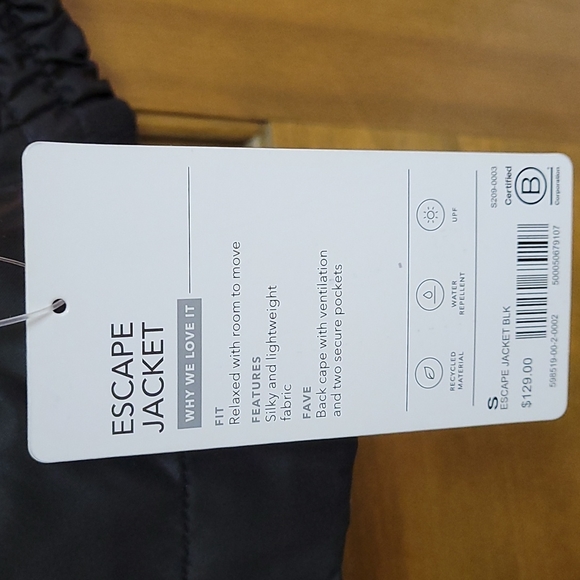 ESCAPE
JACKET
WHY WE LOVE IT
FIT
Relaxed with room to move
FEATURES
Silky and lightweight
fabric
FAVE
Back cape with ventilation
and two secure pockets
RECYCLED
MATERIAL
WATER
REPELLENT
UPF
S
ESCAPE JACKET BLK
$129.00
598519-00-2-0002
500050679107
S209-0003
Certified
B
Corporation